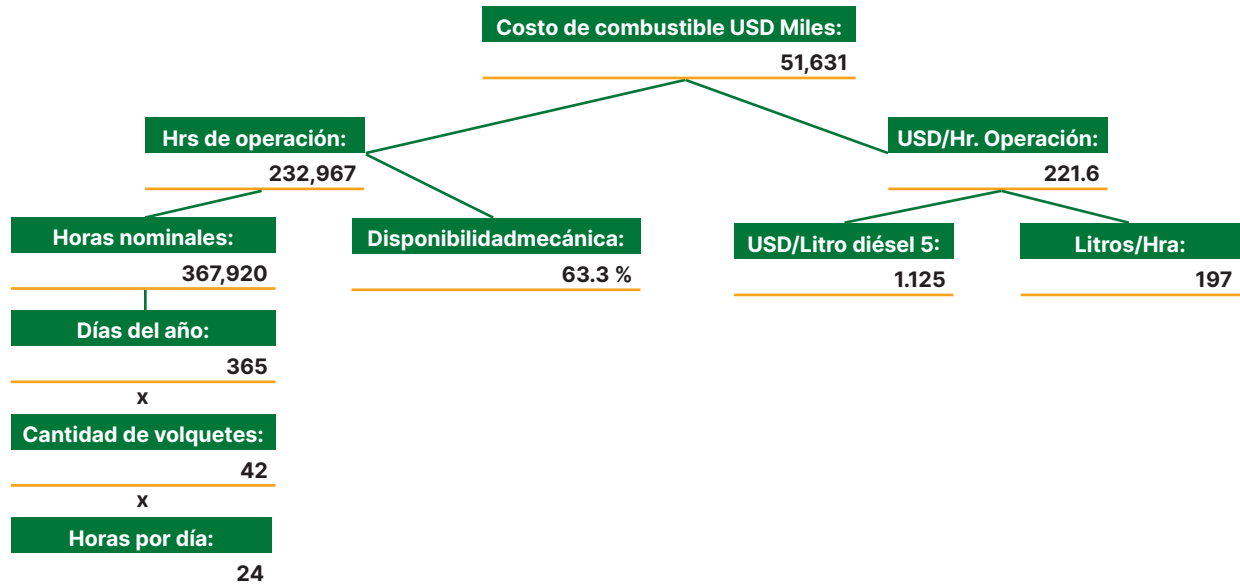 Costo de combustible USD Miles:
51,631
Hrs de operación:
232,967
USD/Hr. Operación:
221.6
Horas nominales:
367,920
Disponibilidadmecánica:
63.3 %
USD/Litro diésel 5:
1.125
Litros/Hra:
197
Días del año:
365
x
Cantidad de volquetes:
42
x
Horas por día:
24